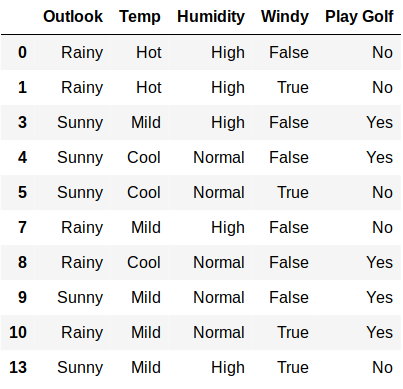 Outlook Temp Humidity Windy Play Golf
0 Rainy Hot High False No
1 Rainy Hot High True No
3 Sunny Mild High False Yes
4 Sunny Cool Normal False Yes
5 Sunny Cool Normal True No
7 Rainy Mild High False No
8 Rainy Cool Normal False Yes
9 Sunny Mild Normal False Yes
10 Rainy Mild Normal True Yes
13 Sunny Mild High True No